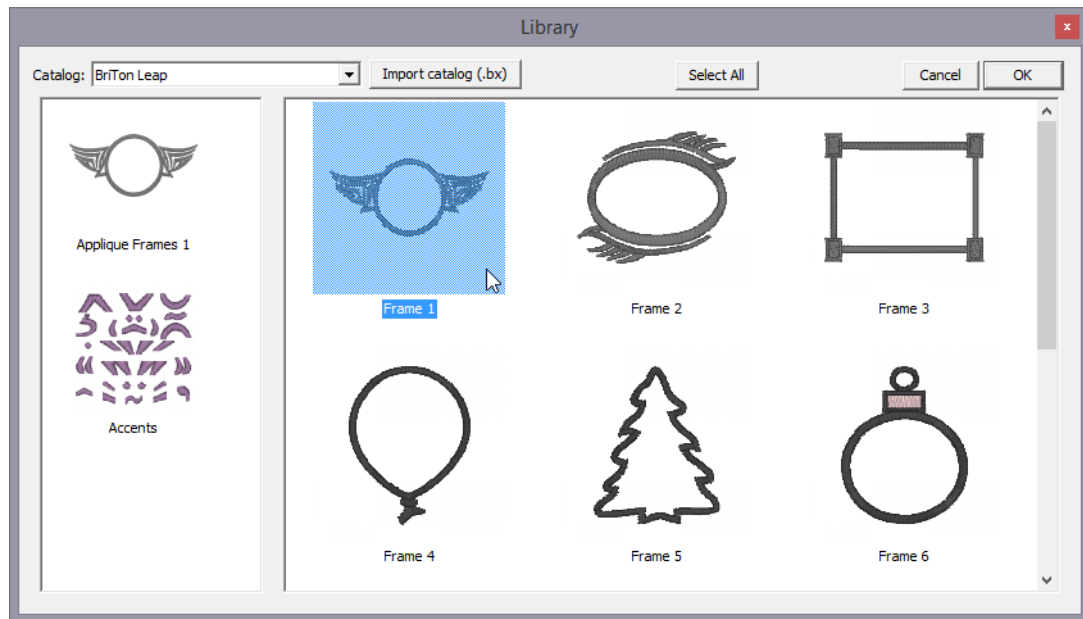 Library
x
Catalog: BriTon Leap Import catalog (.bx) Select All Cancel OK
Applique Frames 1
Accents
Frame 1 Frame 2 Frame 3
Frame 4 Frame 5 Frame 6